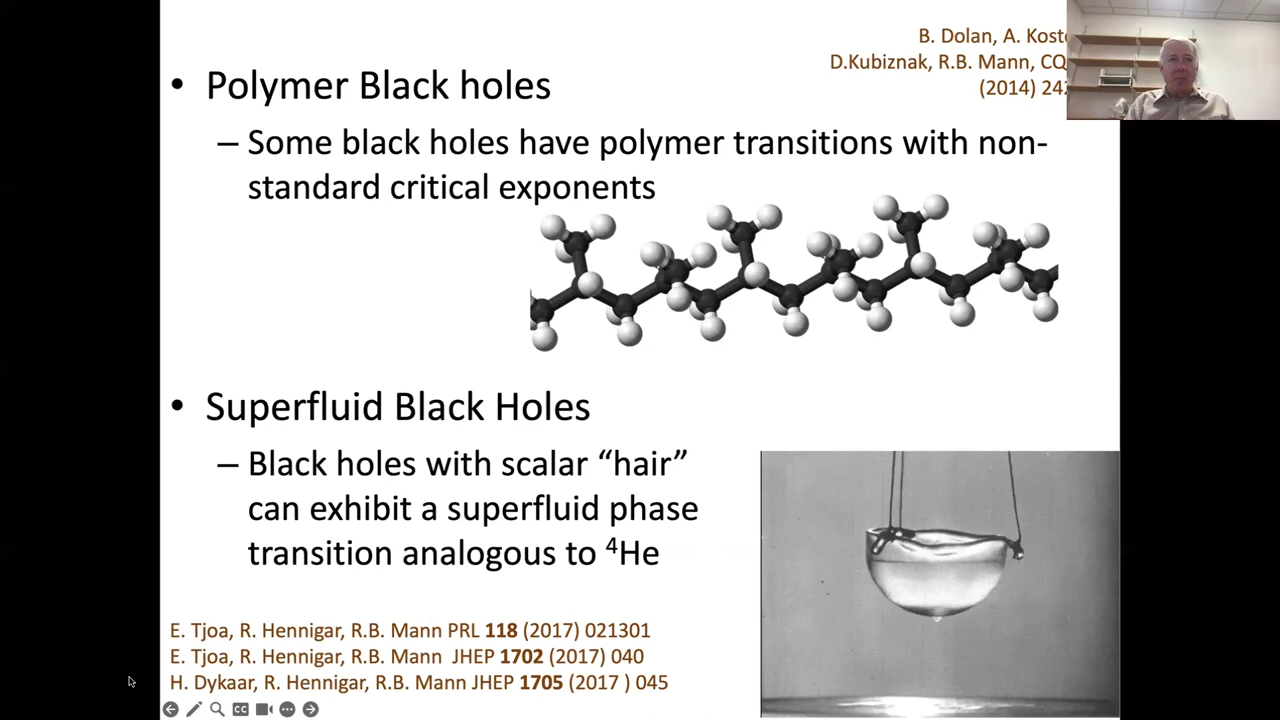 B. Dolan, A. Kost
D.Kubiznak, R.B. Mann, CQ
(2014) 24
• Polymer Black holes
– Some black holes have polymer transitions with non-
standard critical exponents
• Superfluid Black Holes
– Black holes with scalar “hair”
can exhibit a superfluid phase
transition analogous to ⁴He
E. Tjoa, R. Hennigar, R.B. Mann PRL 118 (2017) 021301
E. Tjoa, R. Hennigar, R.B. Mann JHEP 1702 (2017) 040
H. Dykaar, R. Hennigar, R.B. Mann JHEP 1705 (2017 ) 045
CC